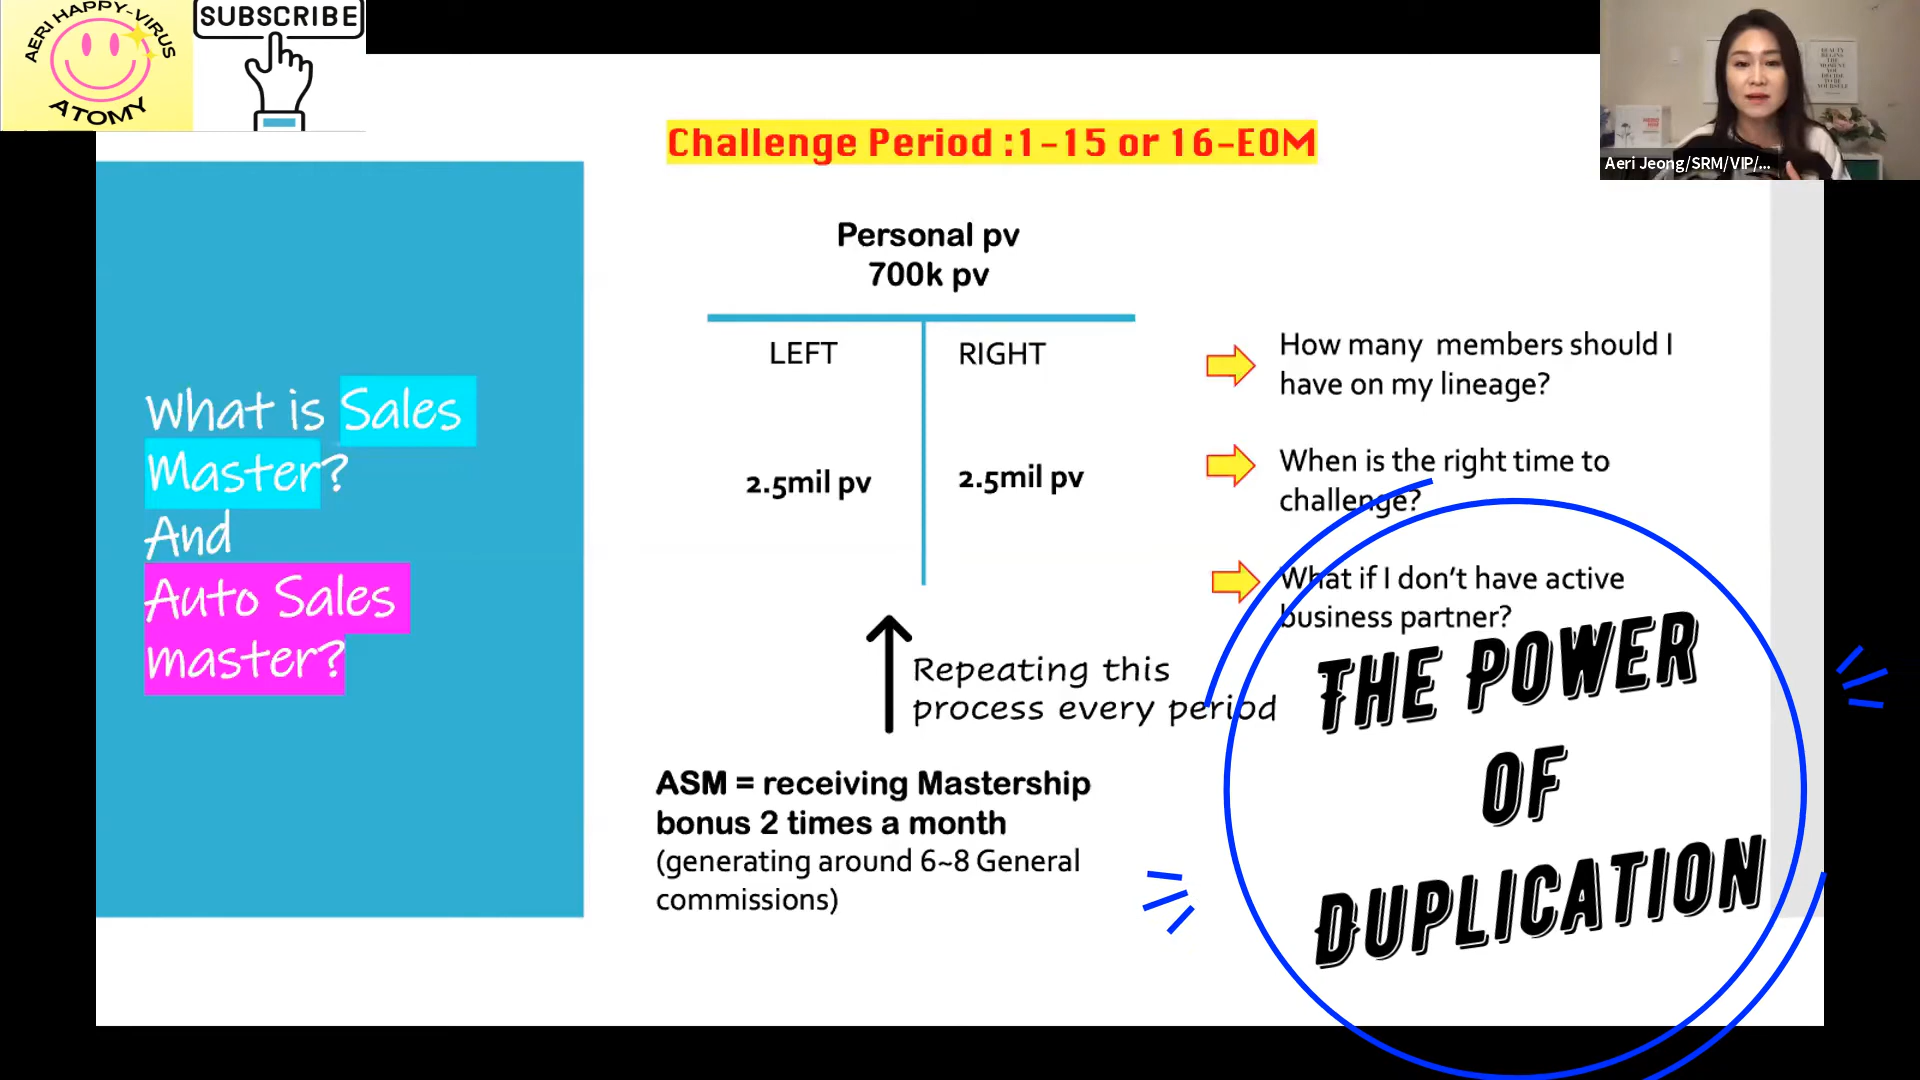 AERI HAPPY-VIRUS
ATOMY
SUBSCRIBE
Challenge Period :1-15 or 16-EOM
Aeri Jeong/SRM/VIP/...
What is Sales
Master?
And
Auto Sales
master?
Personal pv
700k pv
LEFT
RIGHT
2.5mil pv
2.5mil pv
Repeating this
process every period
ASM = receiving Mastership
bonus 2 times a month
(generating around 6~8 General
commissions)
How many members should I
have on my lineage?
When is the right time to
challenge?
What if I don't have active
business partner?
THE POWER
OF
DUPLICATION